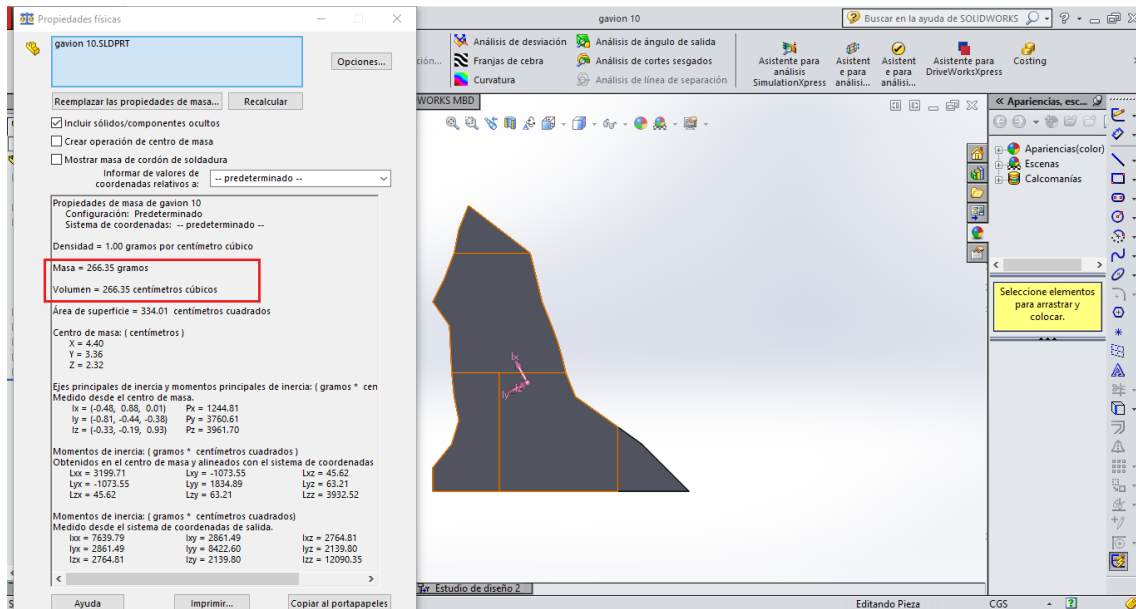 Propiedades físicas
gavion 10.SLDPRT
Opciones...
Reemplazar las propiedades de masa...
Recalcular
Incluir sólidos/componentes ocultos
Crear operación de centro de masa
Mostrar masa de cordón de soldadura
Informar de valores de
coordenadas relativos a:
-- predeterminado --
Propiedades de masa de gavion 10
Configuración: Predeterminado
Sistema de coordenadas: -- predeterminado --
Densidad = 1.00 gramos por centímetro cúbico
Masa = 266.35 gramos
Volumen = 266.35 centímetros cúbicos
Área de superficie = 334.01 centímetros cuadrados
Centro de masa: ( centímetros )
X = 4.40
Y = 3.36
Z = 2.32
Ejes principales de inercia y momentos principales de inercia: ( gramos * cen
Medido desde el centro de masa.
Ix = (-0.48, 0.88, 0.01) Px = 1244.81
Iy = (-0.81, -0.44, -0.38) Py = 3760.61
Iz = (-0.33, -0.19, 0.93) Pz = 3961.70
Momentos de inercia: ( gramos * centímetros cuadrados )
Obtenidos en el centro de masa y alineados con el sistema de coordenadas
Lxx = 3199.71 Lxy = -1073.55 Lxz = 45.62
Lyx = -1073.55 Lyy = 1834.89 Lyz = 63.21
Lzx = 45.62 Lzy = 63.21 Lzz = 3932.52
Momentos de inercia: ( gramos * centímetros cuadrados)
Medido desde el sistema de coordenadas de salida.
Ixx = 7639.79 Ixy = 2861.49 Ixz = 2764.81
Iyx = 2861.49 Iyy = 8422.60 Iyz = 2139.80
Izx = 2764.81 Izy = 2139.80 Izz = 12090.35
Ayuda
Imprimir...
Copiar al portapapeles
gavion 10
Buscar en la ayuda de SOLIDWORKS
ción...
Análisis de desviación
Análisis de ángulo de salida
Franjas de cebra
Análisis de cortes sesgados
Curvatura
Análisis de línea de separación
Asistente para
análisis
SimulationXpress
Asistent
e para
análisi...
Asistent
e para
análisi...
Asistente para
DriveWorksXpress
Costing
WORKS MBD
Ix
Iy
« Apariencias, esc...
Apariencias(color)
Escenas
Calcomanías
Seleccione elementos
para arrastrar y
colocar.
Estudio de diseño 2
Editando Pieza
CGS